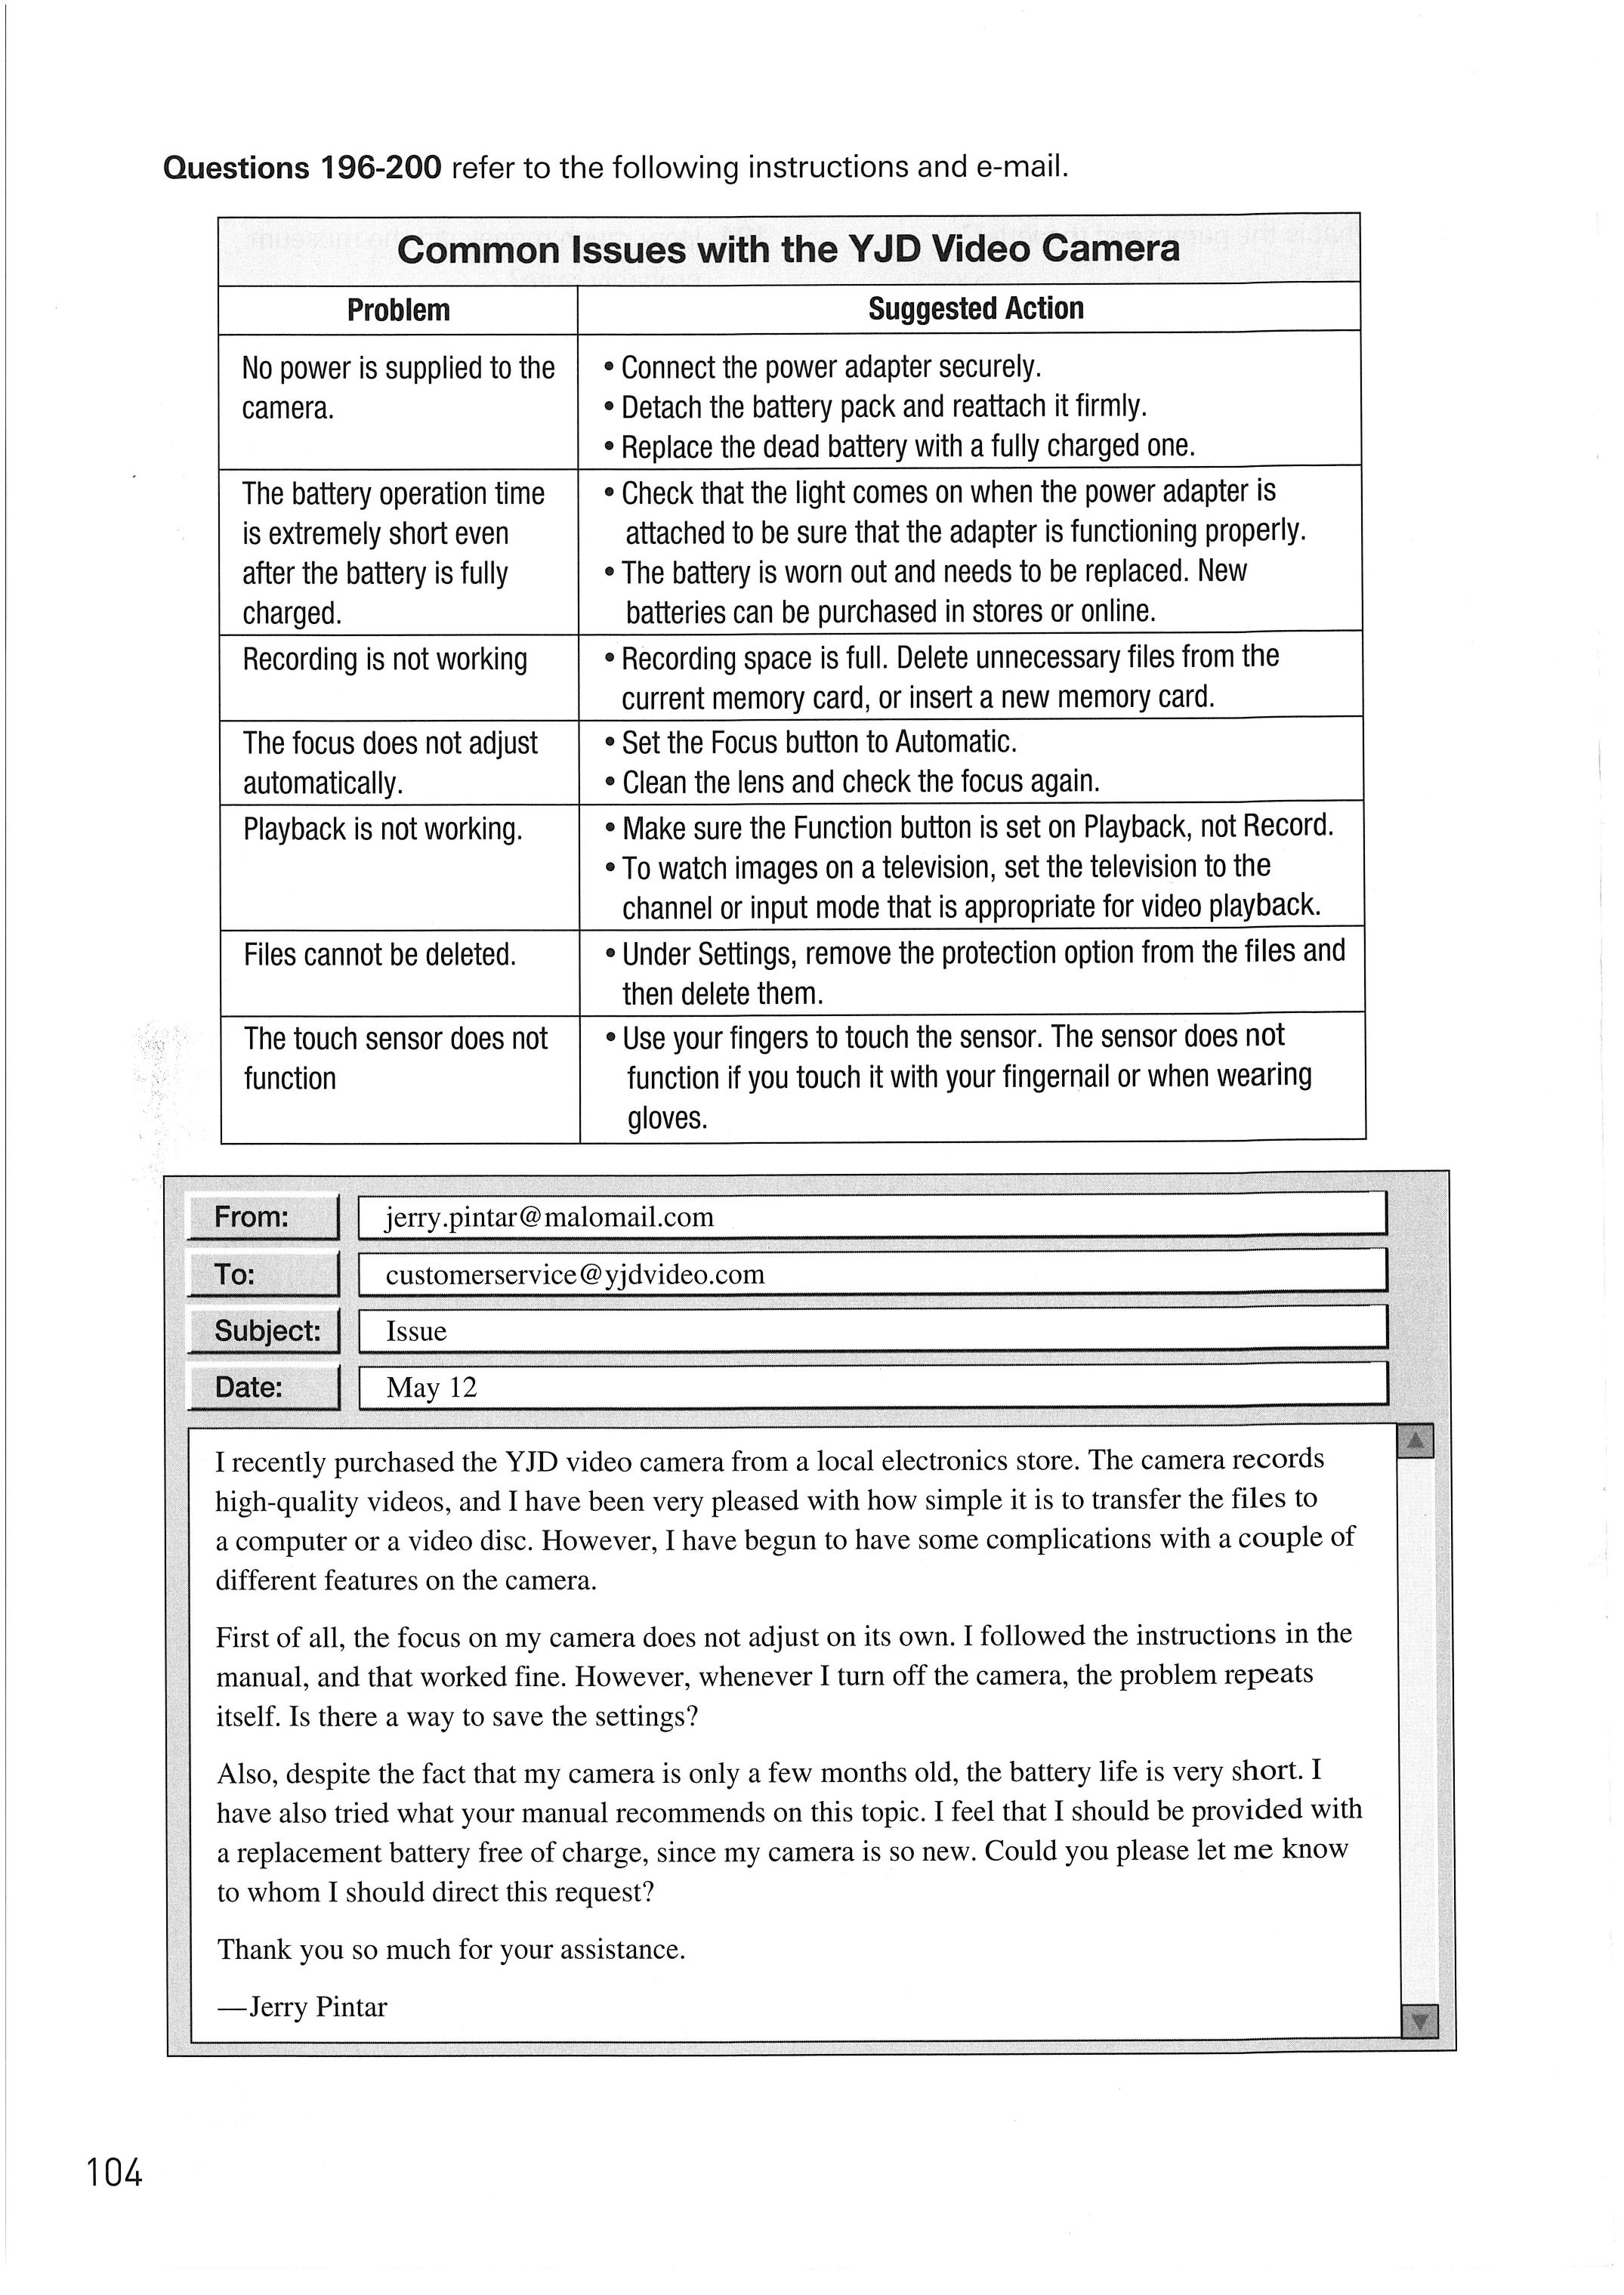 Questions 196-200 refer to the following instructions and e-mail.
Common Issues with the YJD Video Camera
Problem
Suggested Action
No power is supplied to the
camera.
• Connect the power adapter securely.
• Detach the battery pack and reattach it firmly.
• Replace the dead battery with a fully charged one.
The battery operation time
is extremely short even
after the battery is fully
charged.
• Check that the light comes on when the power adapter is
attached to be sure that the adapter is functioning properly.
• The battery is worn out and needs to be replaced. New
batteries can be purchased in stores or online.
Recording is not working
• Recording space is full. Delete unnecessary files from the
current memory card, or insert a new memory card.
The focus does not adjust
automatically.
• Set the Focus button to Automatic.
• Clean the lens and check the focus again.
Playback is not working.
• Make sure the Function button is set on Playback, not Record.
• To watch images on a television, set the television to the
channel or input mode that is appropriate for video playback.
Files cannot be deleted.
• Under Settings, remove the protection option from the files and
then delete them.
The touch sensor does not
function
• Use your fingers to touch the sensor. The sensor does not
function if you touch it with your fingernail or when wearing
gloves.
From: jerry.pintar@malomail.com
To: customerservice@yjdvideo.com
Subject: Issue
Date: May 12
I recently purchased the YJD video camera from a local electronics store. The camera records
high-quality videos, and I have been very pleased with how simple it is to transfer the files to
a computer or a video disc. However, I have begun to have some complications with a couple of
different features on the camera.
First of all, the focus on my camera does not adjust on its own. I followed the instructions in the
manual, and that worked fine. However, whenever I turn off the camera, the problem repeats
itself. Is there a way to save the settings?
Also, despite the fact that my camera is only a few months old, the battery life is very short. I
have also tried what your manual recommends on this topic. I feel that I should be provided with
a replacement battery free of charge, since my camera is so new. Could you please let me know
to whom I should direct this request?
Thank you so much for your assistance.
—Jerry Pintar
104